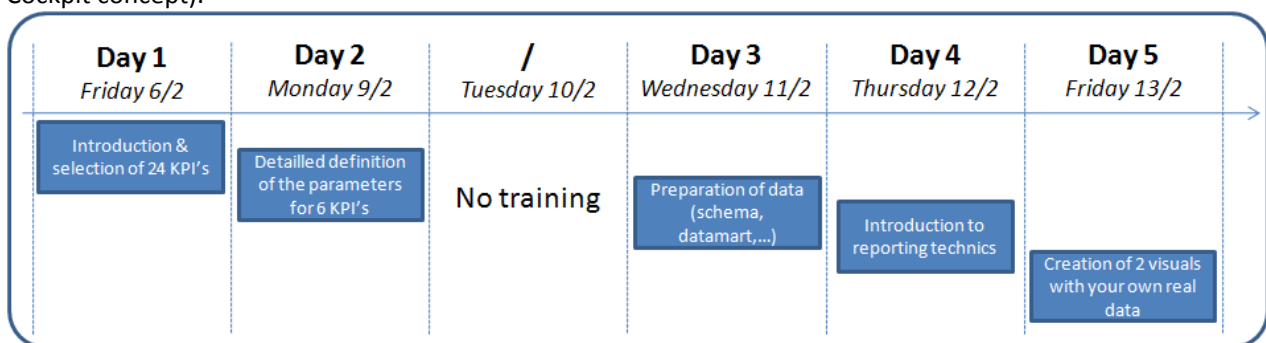 Cockpit concept).
Day 1
Friday 6/2
Day 2
Monday 9/2
/
Tuesday 10/2
Day 3
Wednesday 11/2
Day 4
Thursday 12/2
Day 5
Friday 13/2
Introduction &
selection of 24 KPI's
Detailled definition
of the parameters
for 6 KPI's
No training
Preparation of data
(schema,
datamart,...)
Introduction to
reporting technics
Creation of 2 visuals
with your own real
data